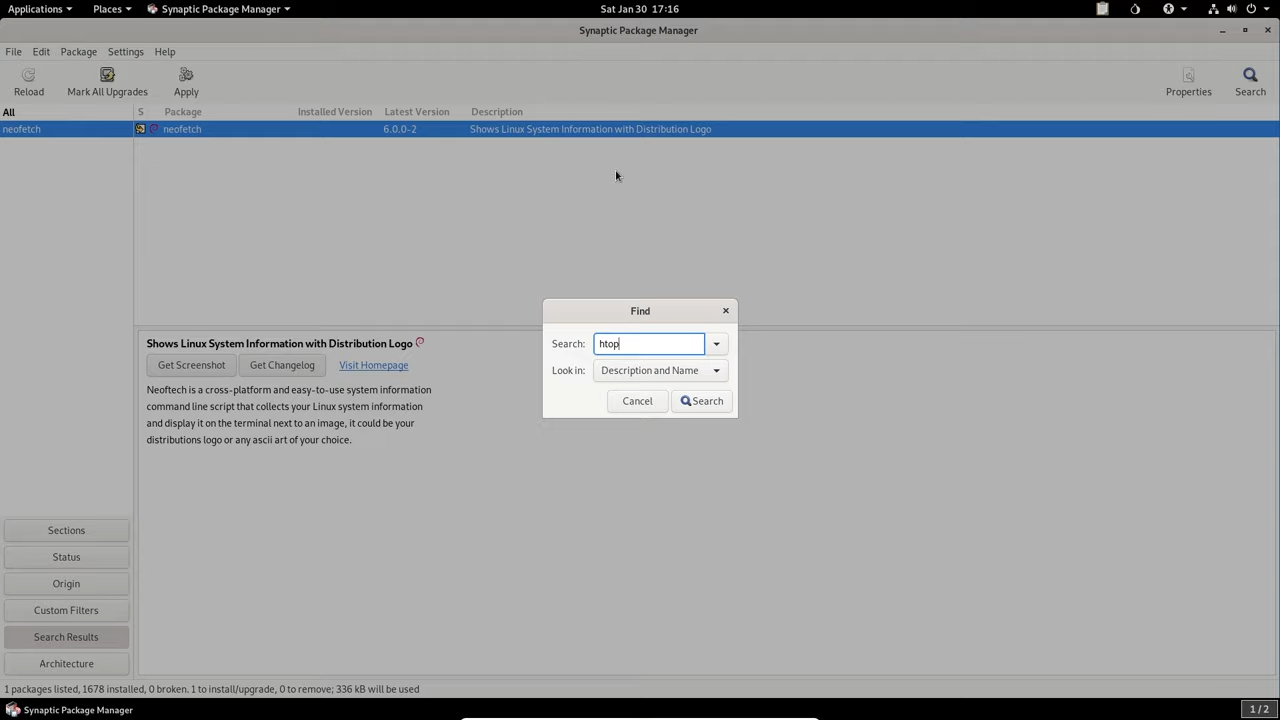 Applications Places Synaptic Package Manager Sat Jan 30 17:16
Synaptic Package Manager
File Edit Package Settings Help
Reload Mark All Upgrades Apply Properties Search
All S Package Installed Version Latest Version Description
neofetch neofetch 6.0.0-2 Shows Linux System Information with Distribution Logo
Find
Search: htop
Look in: Description and Name
Cancel Search
Shows Linux System Information with Distribution Logo
Get Screenshot Get Changelog Visit Homepage
Neoftech is a cross-platform and easy-to-use system information
command line script that collects your Linux system information
and display it on the terminal next to an image, it could be your
distributions logo or any ascii art of your choice.
Sections
Status
Origin
Custom Filters
Search Results
Architecture
1 packages listed, 1678 installed, 0 broken. 1 to install/upgrade, 0 to remove; 336 kB will be used
Synaptic Package Manager 1 / 2